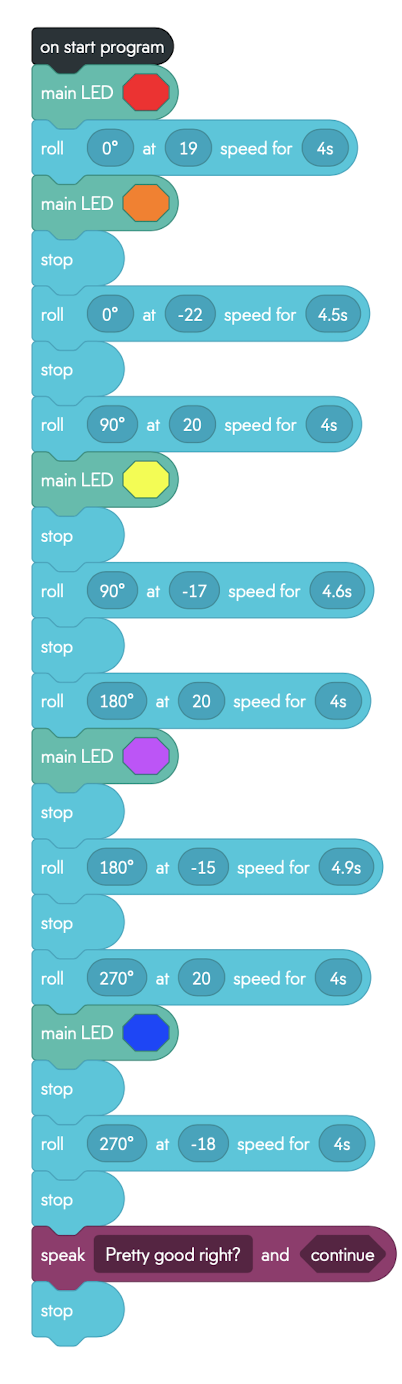 on start program
main LED
roll 0° at 19 speed for 4s
main LED
stop
roll 0° at -22 speed for 4.5s
stop
roll 90° at 20 speed for 4s
main LED
stop
roll 90° at -17 speed for 4.6s
stop
roll 180° at 20 speed for 4s
main LED
stop
roll 180° at -15 speed for 4.9s
stop
roll 270° at 20 speed for 4s
main LED
stop
roll 270° at -18 speed for 4s
stop
speak Pretty good right? and continue
stop